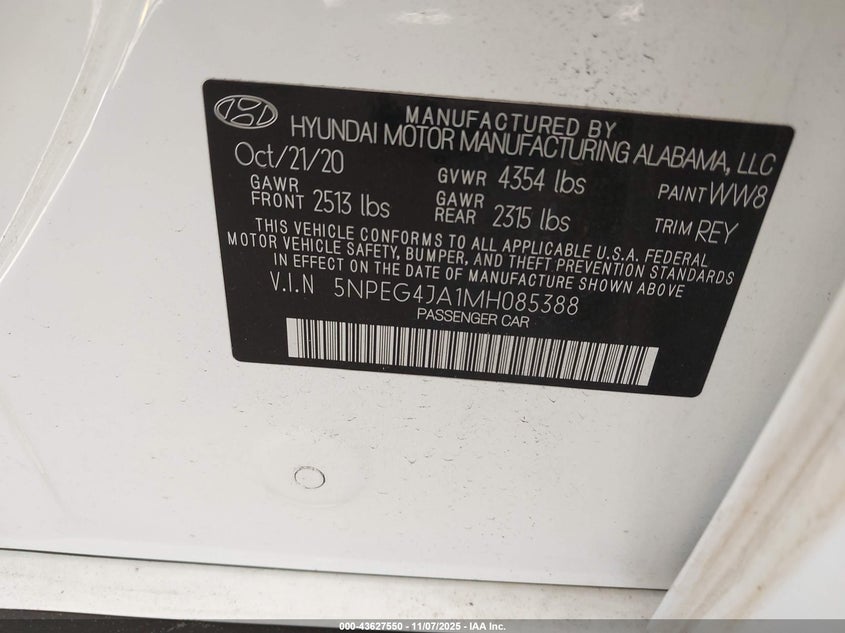 MANUFACTURED BY
HYUNDAI MOTOR MANUFACTURING ALABAMA, LLC
Oct/21/20 GVWR 4354 lbs PAINT WW8
GAWR FRONT 2513 lbs GAWR REAR 2315 lbs TRIM REY
THIS VEHICLE CONFORMS TO ALL APPLICABLE U.S.A. FEDERAL
MOTOR VEHICLE SAFETY, BUMPER, AND THEFT PREVENTION STANDARDS
IN EFFECT ON THE DATE OF MANUFACTURE SHOWN ABOVE
V.I.N 5NPEG4JA1MH085388
PASSENGER CAR
000-43627550 — 11/07/2025 — IAA Inc.